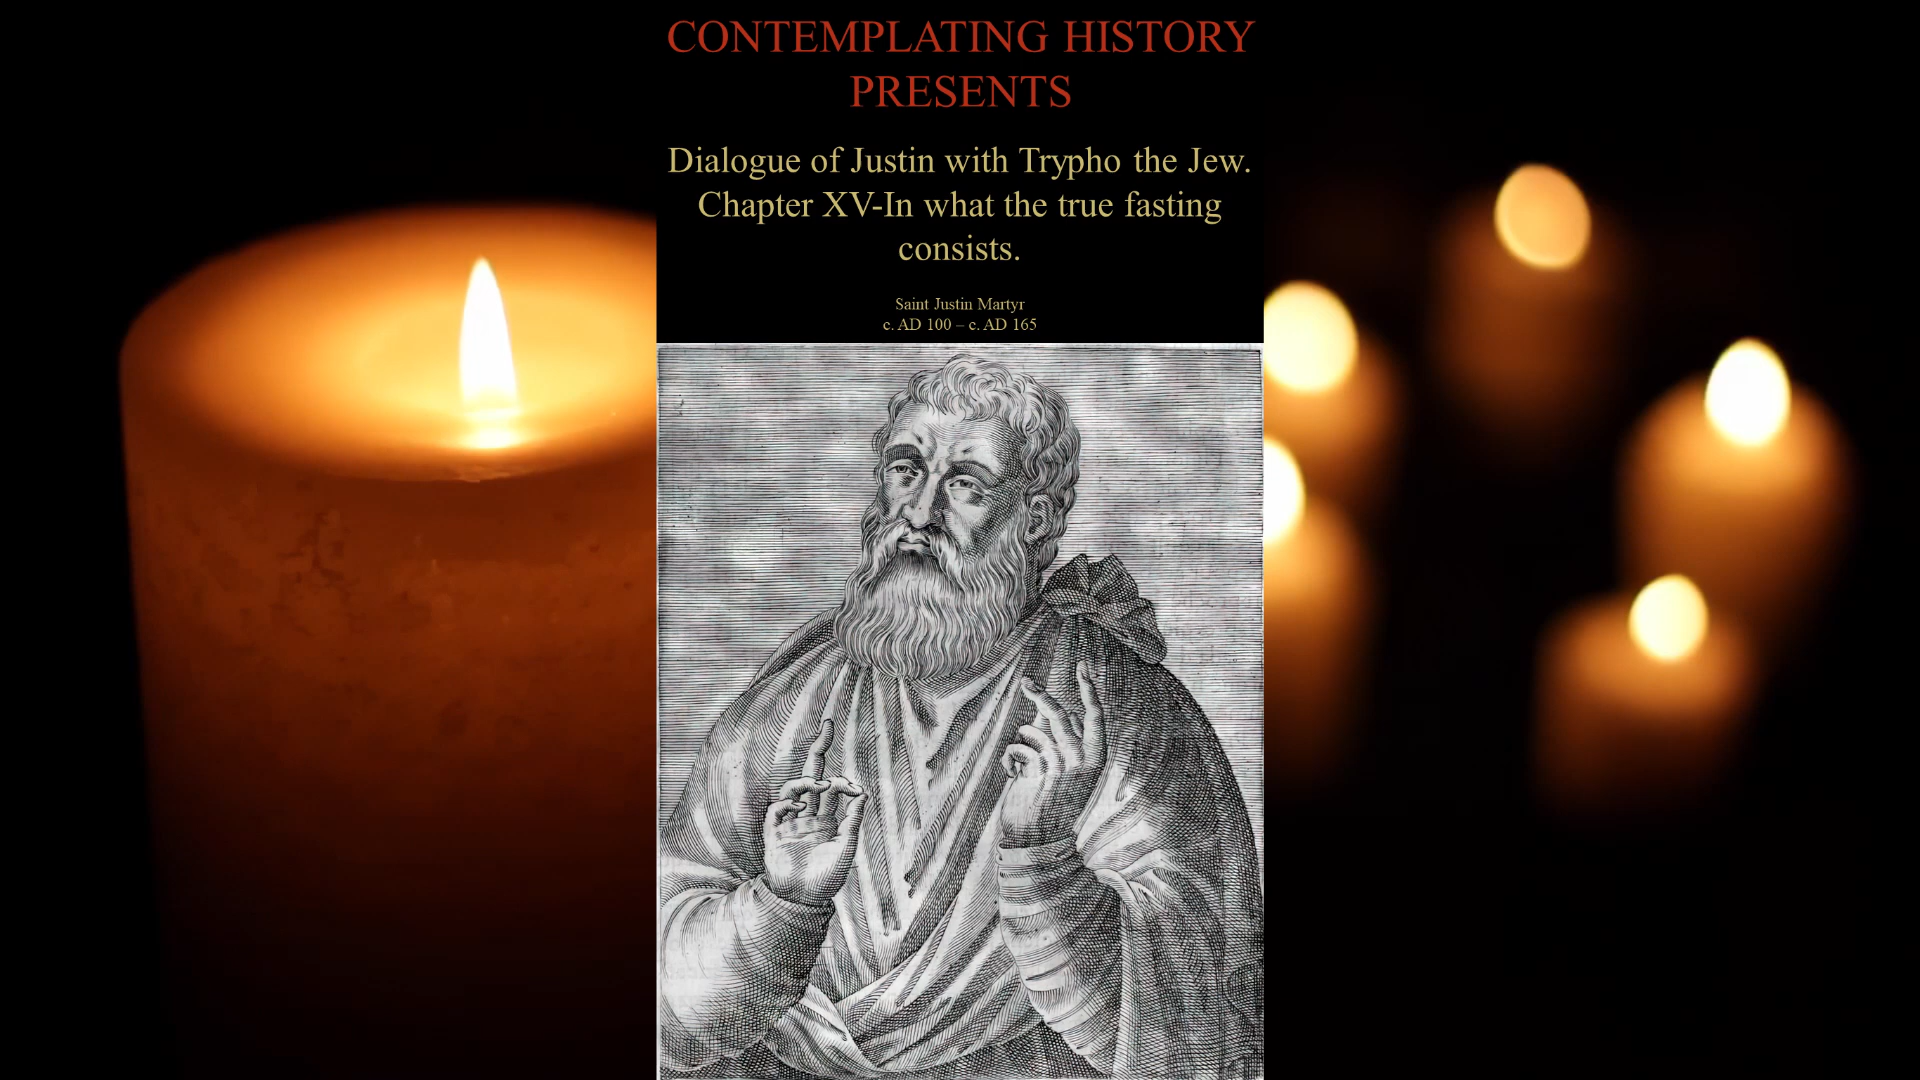 CONTEMPLATING HISTORY
PRESENTS
Dialogue of Justin with Trypho the Jew.
Chapter XV-In what the true fasting
consists.
Saint Justin Martyr
c. AD 100 – c. AD 165